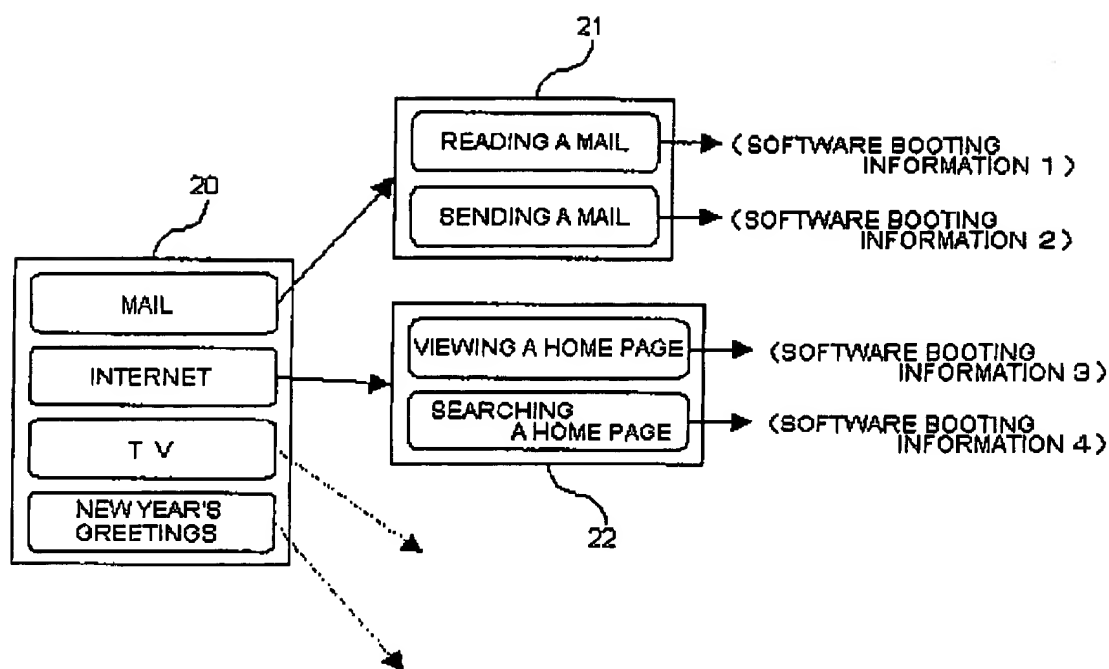 21
READING A MAIL
(SOFTWARE BOOTING
INFORMATION 1)
SENDING A MAIL
(SOFTWARE BOOTING
INFORMATION 2)
20
MAIL
INTERNET
TV
NEW YEAR'S
GREETINGS
VIEWING A HOME PAGE
(SOFTWARE BOOTING
INFORMATION 3)
SEARCHING
A HOME PAGE
(SOFTWARE BOOTING
INFORMATION 4)
22